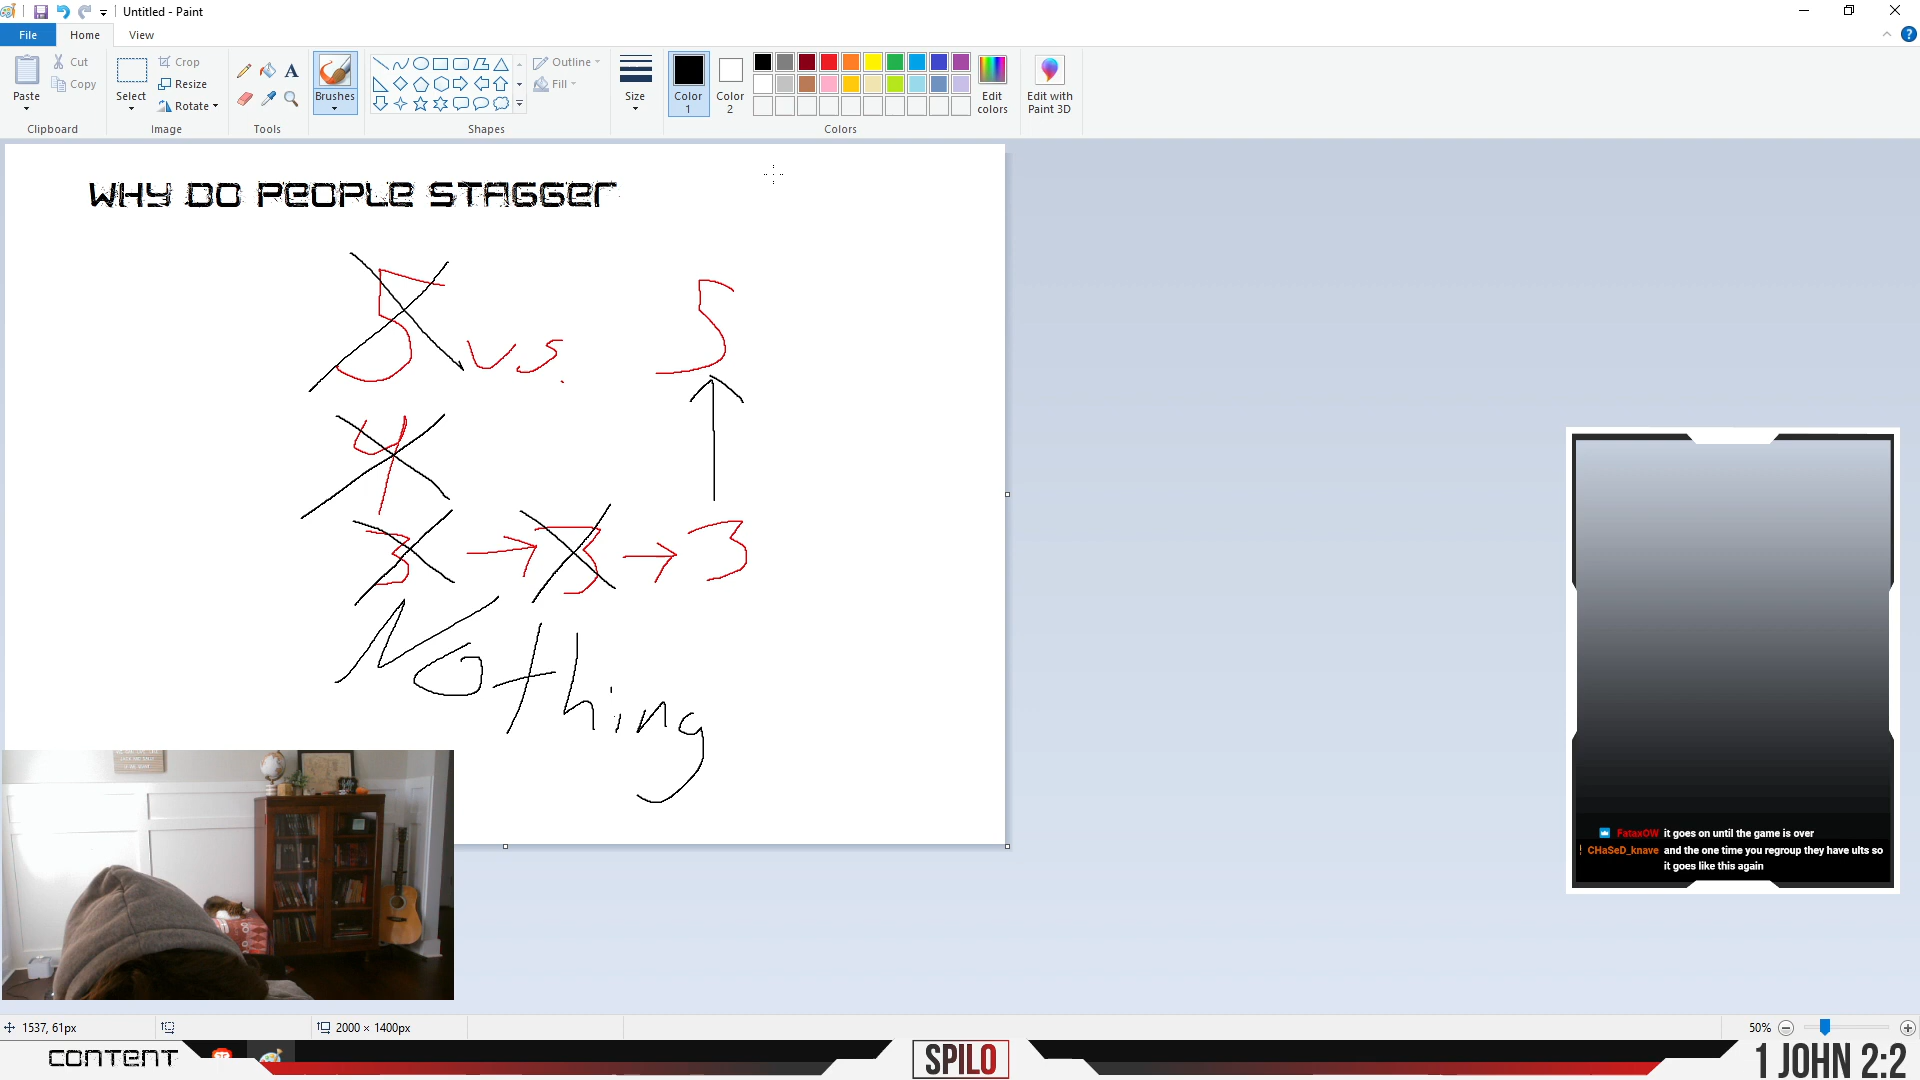 Untitled - Paint
File Home View
Paste
Cut
Copy
Clipboard
Select
Crop
Resize
Rotate
Image
Tools
Brushes
Shapes
Outline
Fill
Size
Color 1
Color 2
Colors
Edit colors
Edit with Paint 3D
WHY DO PEOPLE STAGGER
5 v.s. 5
4
3 → 3 → 3
Nothing
FataxOW it goes on until the game is over
CHaSeD_knave and the one time you regroup they have ults so
it goes like this again
1537, 61px
2000 × 1400px
50%
CONTENT
SPILO
1 JOHN 2:2